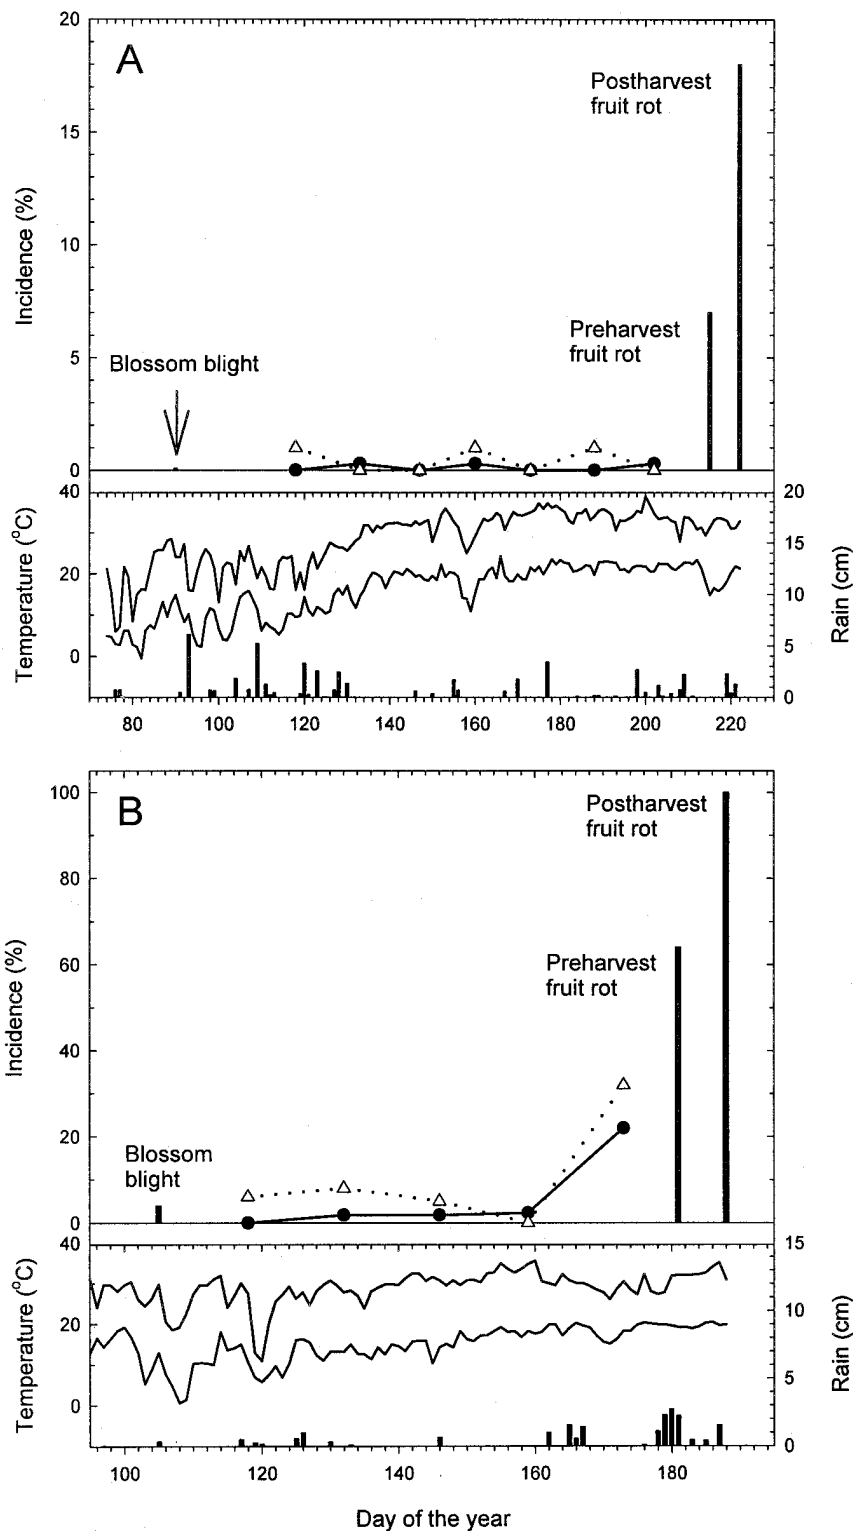 20
A
Postharvest
fruit rot
15
Incidence (%)
10
Preharvest
fruit rot
Blossom blight
5
0
40
20
Temperature (°C)
15
20
10
Rain (cm)
5
0
0
80 100 120 140 160 180 200 220
100
B
Postharvest
fruit rot
80
Incidence (%)
60
Preharvest
fruit rot
40
20
Blossom
blight
0
40
15
Temperature (°C)
10
20
Rain (cm)
5
0
0
100 120 140 160 180
Day of the year